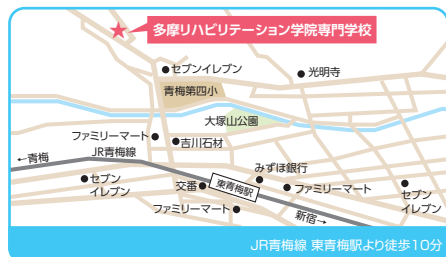 多摩リハビリテーション学院専門学校
セブンイレブン
光明寺
青梅第四小
大塚山公園
ファミリーマート
吉川石材
←青梅
JR青梅線
みずほ銀行
セブン
イレブン
交番
東青梅駅
ファミリーマート
セブン
イレブン
ファミリーマート
新宿→
JR青梅線 東青梅駅より徒歩10分